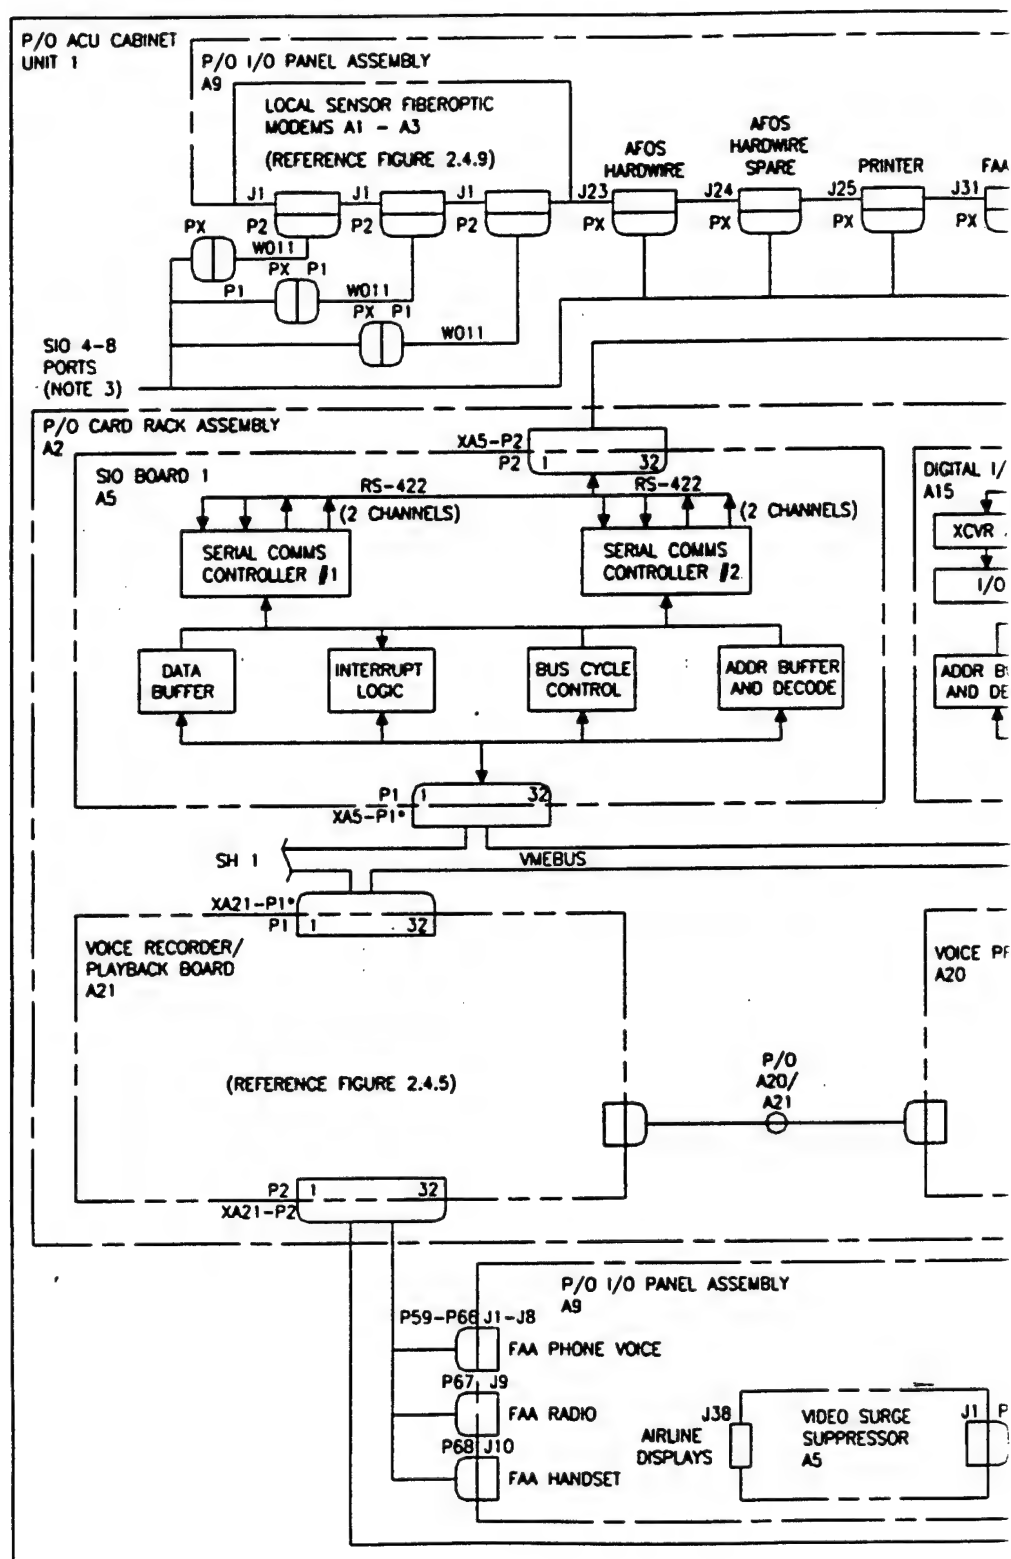 P/O ACU CABINET
UNIT 1
P/O I/O PANEL ASSEMBLY
A9
LOCAL SENSOR FIBEROPTIC
MODEMS A1 - A3
(REFERENCE FIGURE 2.4.9)
AFOS
HARDWIRE
AFOS
HARDWIRE
SPARE
PRINTER
FAA
J1
J1
J1
J23
J24
J25
J31
P2
P2
P2
PX
PX
PX
PX
PX
W011
P1
PX P1
W011
PX P1
W011
SIO 4-8
PORTS
(NOTE 3)
P/O CARD RACK ASSEMBLY
A2
XA5-P2
P2
1 32
SIO BOARD 1
A5
RS-422
(2 CHANNELS)
RS-422
(2 CHANNELS)
SERIAL COMMS
CONTROLLER #1
SERIAL COMMS
CONTROLLER #2
DATA
BUFFER
INTERRUPT
LOGIC
BUS CYCLE
CONTROL
ADDR BUFFER
AND DECODE
DIGITAL I/
A15
XCVR
I/O
ADDR B
AND DE
P1
XA5-P1*
1 32
SH 1
VMEBUS
XA21-P1*
P1
1 32
VOICE RECORDER/
PLAYBACK BOARD
A21
(REFERENCE FIGURE 2.4.5)
VOICE PR
A20
P/O
A20/
A21
P2
XA21-P2
1 32
P/O I/O PANEL ASSEMBLY
A9
P59-P66 J1-J8
FAA PHONE VOICE
P67 J9
FAA RADIO
P68 J10
FAA HANDSET
AIRLINE
DISPLAYS
J38
VIDEO SURGE
SUPPRESSOR
A5
J1
P